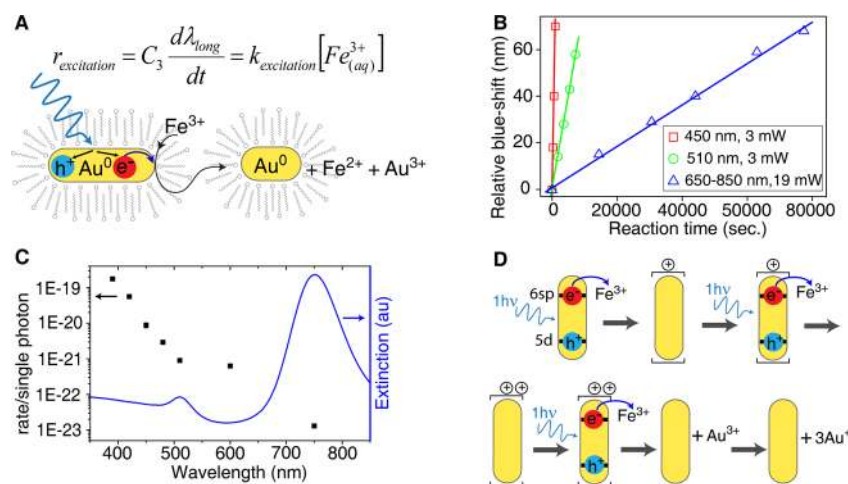 A
r_excitation = C_3 dλ_long/dt = k_excitation [Fe^3+_(aq)]
Fe³⁺
h⁺ Au⁰ e⁻
Au⁰ + Fe²⁺ + Au³⁺
B
Relative blue-shift (nm)
60
40
20
0
450 nm, 3 mW
510 nm, 3 mW
650-850 nm, 19 mW
0 20000 40000 60000 80000
Reaction time (sec.)
C
rate/single photon
1E-19
1E-20
1E-21
1E-22
1E-23
Extinction (au)
400 500 600 700 800
Wavelength (nm)
D
+
+
6sp e⁻ Fe³⁺
1hν
5d h⁺
1hν e⁻ Fe³⁺
h⁺
++
++
1hν e⁻ Fe³⁺
h⁺
+ Au³⁺
+ 3Au⁺